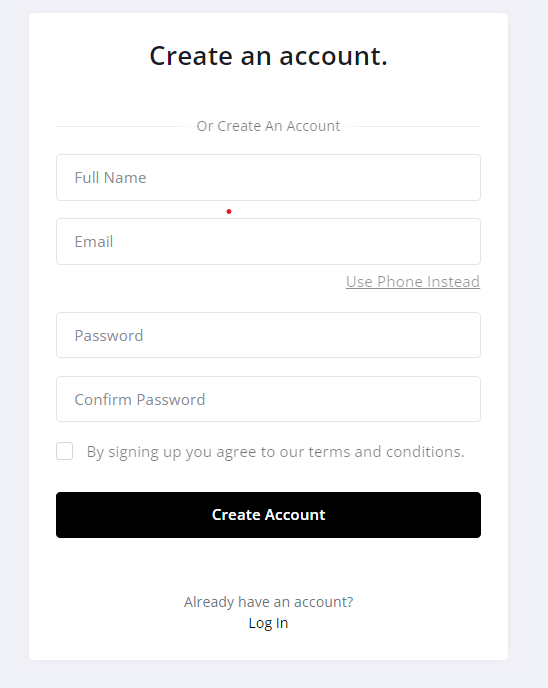 Create an account.
Or Create An Account
Full Name
Email
Use Phone Instead
Password
Confirm Password
By signing up you agree to our terms and conditions.
Create Account
Already have an account?
Log In